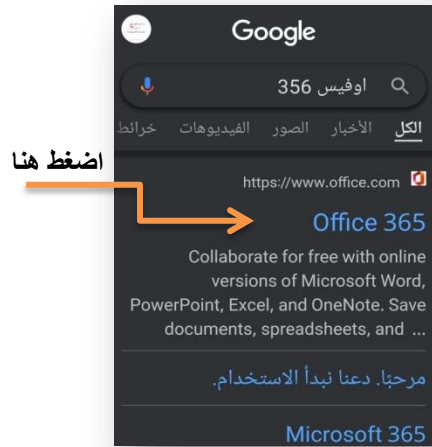 Google
اوفيس 356
الكل الأخبار الصور الفيديوهات خرائط
اضغط هنا
https://www.office.com
Office 365
Collaborate for free with online
versions of Microsoft Word,
PowerPoint, Excel, and OneNote. Save
documents, spreadsheets, and ...
مرحبًا. دعنا نبدأ الاستخدام.
Microsoft 365